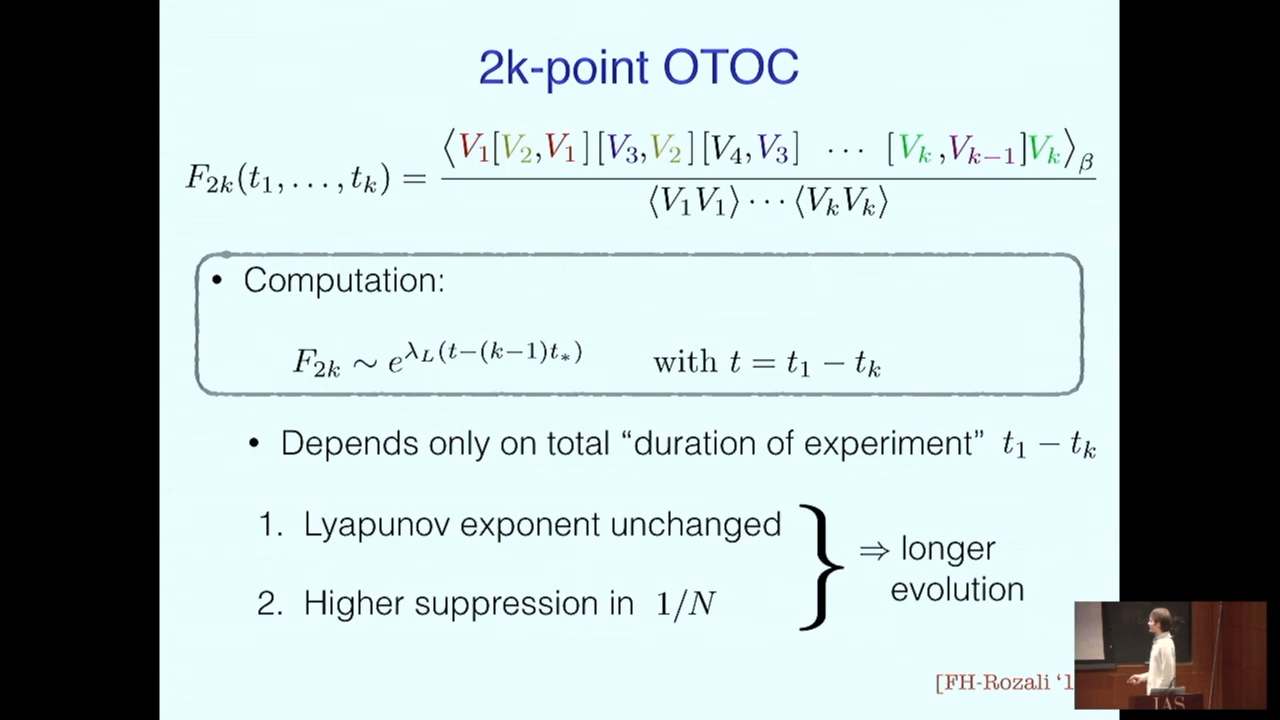 2k-point OTOC
F_{2k}(t_1, ..., t_k) = ⟨V_1[V_2,V_1][V_3,V_2][V_4,V_3] ⋯ [V_k,V_{k−1}]V_k⟩_β / ⟨V_1V_1⟩⋯⟨V_kV_k⟩
• Computation:
F_{2k} ∼ e^{λ_L(t−(k−1)t_*)} with t = t_1 − t_k
• Depends only on total “duration of experiment” t_1 − t_k
1. Lyapunov exponent unchanged
2. Higher suppression in 1/N
⇒ longer
evolution
[FH-Rozali ‘1
IAS